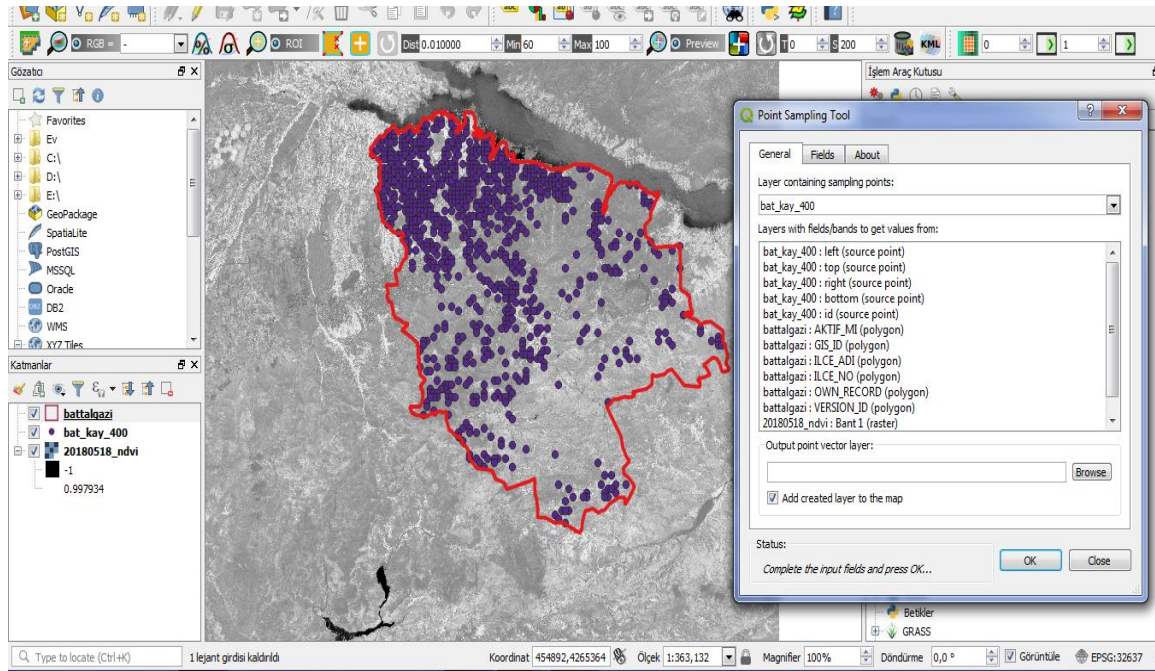 RGB = -
ROI
Dist 0.010000
Min 60
Max 100
Preview
T 0
S 200
KML
0
1
Gözatıcı
Favorites
Ev
C:\
D:\
E:\
GeoPackage
SpatiaLite
PostGIS
MSSQL
Oracle
DB2
WMS
XYZ Tiles
Katmanlar
battalgazi
bat_kay_400
20180518_ndvi
-1
0.997934
İşlem Araç Kutusu
Point Sampling Tool
General
Fields
About
Layer containing sampling points:
bat_kay_400
Layers with fields/bands to get values from:
bat_kay_400 : left (source point)
bat_kay_400 : top (source point)
bat_kay_400 : right (source point)
bat_kay_400 : bottom (source point)
bat_kay_400 : id (source point)
battalgazi : AKTIF_MI (polygon)
battalgazi : GIS_ID (polygon)
battalgazi : ILCE_ADI (polygon)
battalgazi : ILCE_NO (polygon)
battalgazi : OWN_RECORD (polygon)
battalgazi : VERSION_ID (polygon)
20180518_ndvi : Bant 1 (raster)
Output point vector layer:
Browse
Add created layer to the map
Status:
Complete the input fields and press OK...
OK
Close
Betikler
GRASS
Type to locate (Ctrl+K)
1 lejant girdisi kaldırıldı
Koordinat 454892,4265364
Ölçek 1:363,132
Magnifier 100%
Döndürme 0,0 °
Görüntüle
EPSG:32637